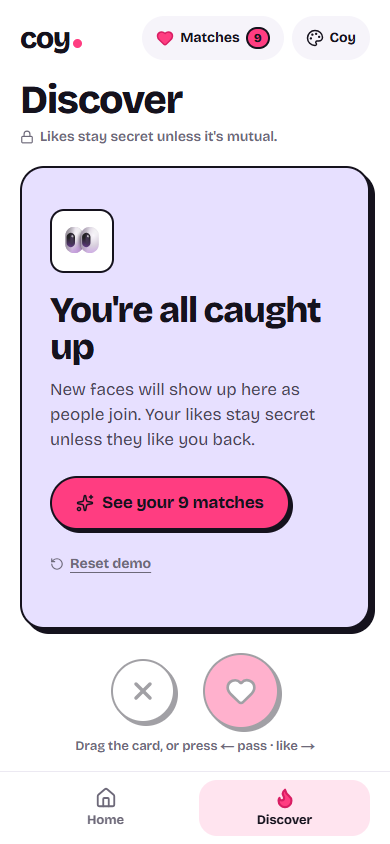 coy
Matches 9
Coy
Discover
Likes stay secret unless it's mutual.
You're all caught
up
New faces will show up here as
people join. Your likes stay secret
unless they like you back.
See your 9 matches
Reset demo
Drag the card, or press ← pass · like →
Home
Discover